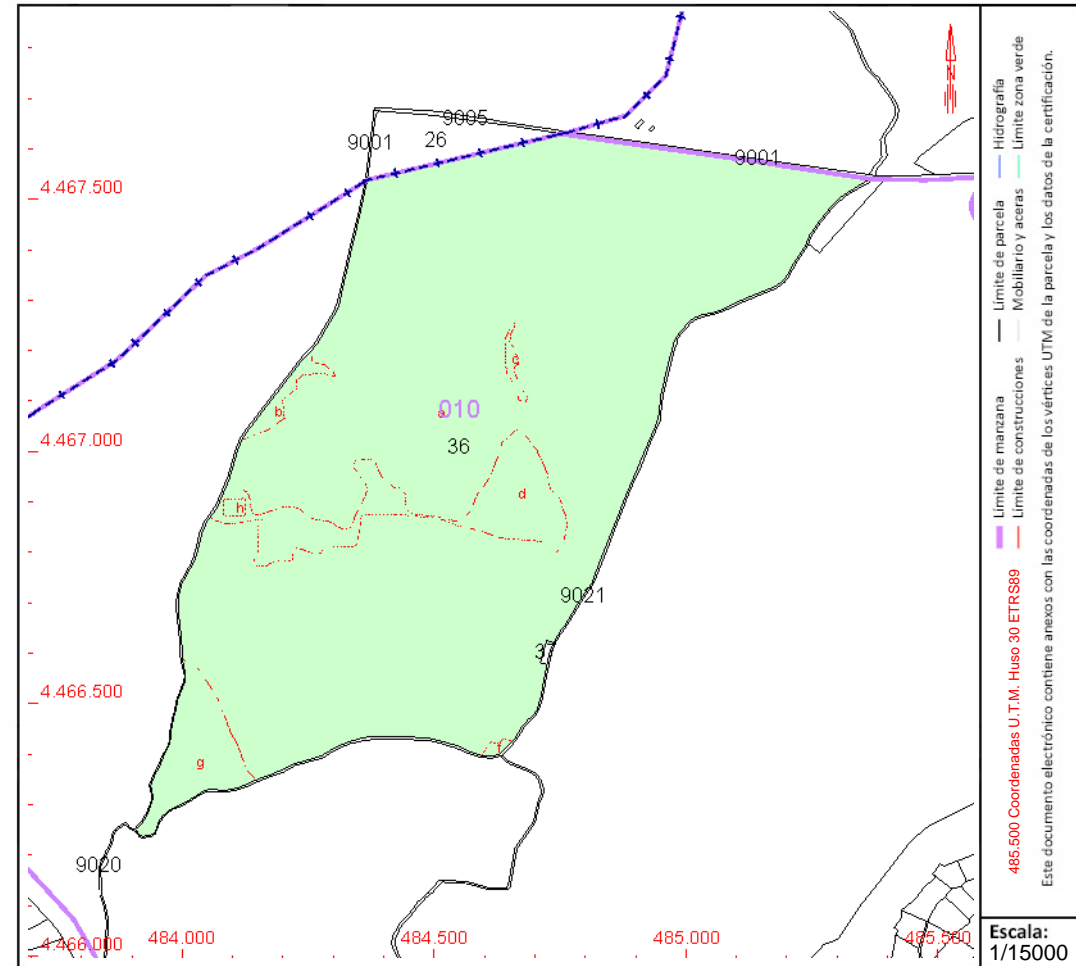 9005
9001
26
9001
4.467.500
c
b
010
a
4.467.000
36
d
h
9021
37
4.466.500
f
g
9020
4.466.000
484.000
484.500
485.000
485.500
N
Hidrografía
Límite zona verde
Límite de parcela
Mobiliario y aceras
Límite de manzana
Límite de construcciones
485.500 Coordenadas U.T.M. Huso 30 ETRS89
Este documento electrónico contiene anexos con las coordenadas de los vértices UTM de la parcela y los datos de la certificación.
Escala:
1/15000